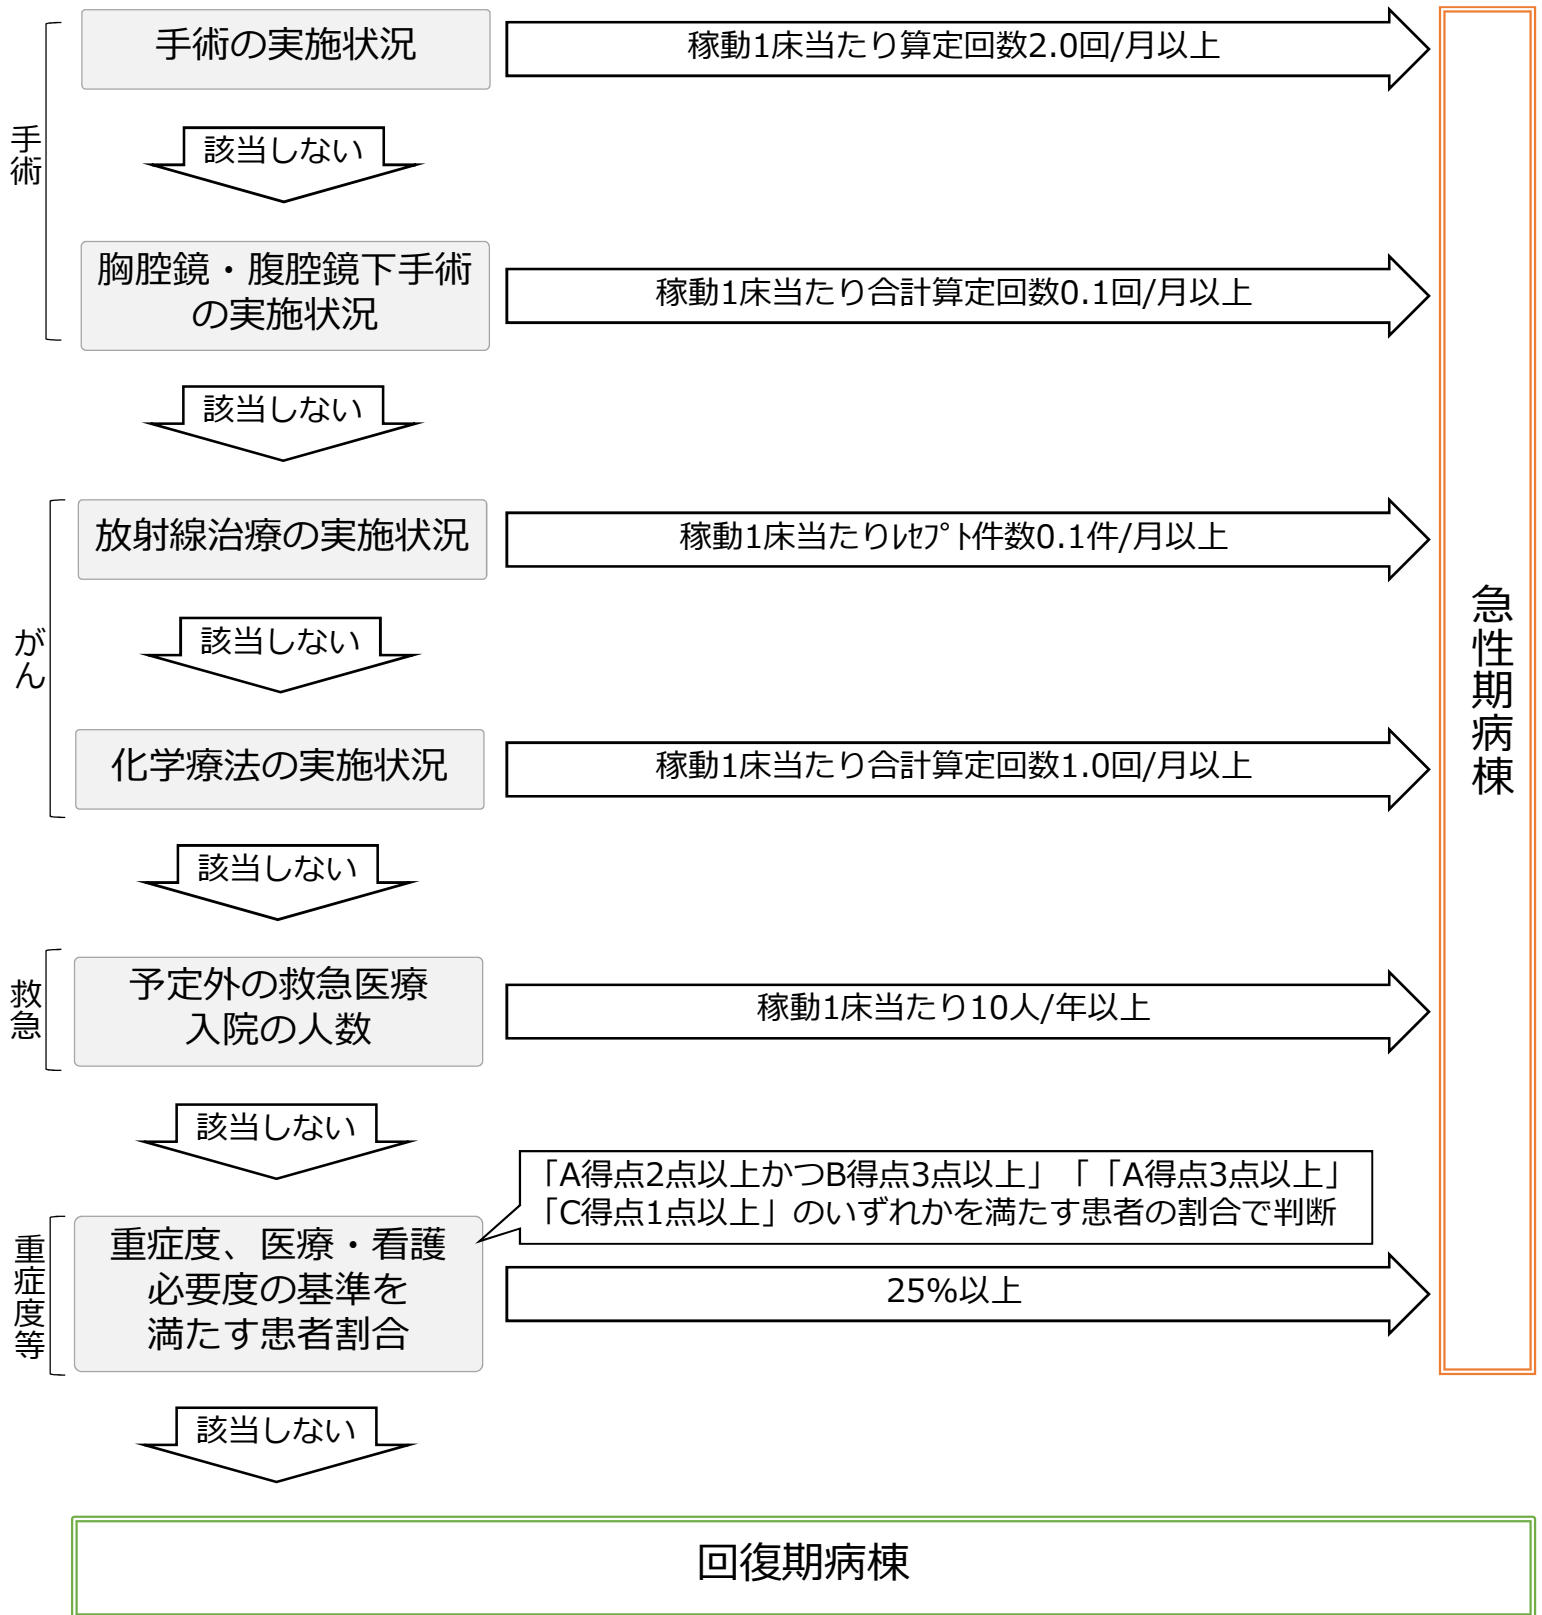 手術
手術の実施状況
稼動1床当たり算定回数2.0回/月以上
該当しない
胸腔鏡・腹腔鏡下手術
の実施状況
稼動1床当たり合計算定回数0.1回/月以上
該当しない
がん
放射線治療の実施状況
稼動1床当たりﾚｾﾌﾟﾄ件数0.1件/月以上
該当しない
化学療法の実施状況
稼動1床当たり合計算定回数1.0回/月以上
該当しない
救急
予定外の救急医療
入院の人数
稼動1床当たり10人/年以上
該当しない
「A得点2点以上かつB得点3点以上」「「A得点3点以上」
「C得点1点以上」のいずれかを満たす患者の割合で判断
重症度等
重症度、医療・看護
必要度の基準を
満たす患者割合
25%以上
該当しない
急性期病棟
回復期病棟